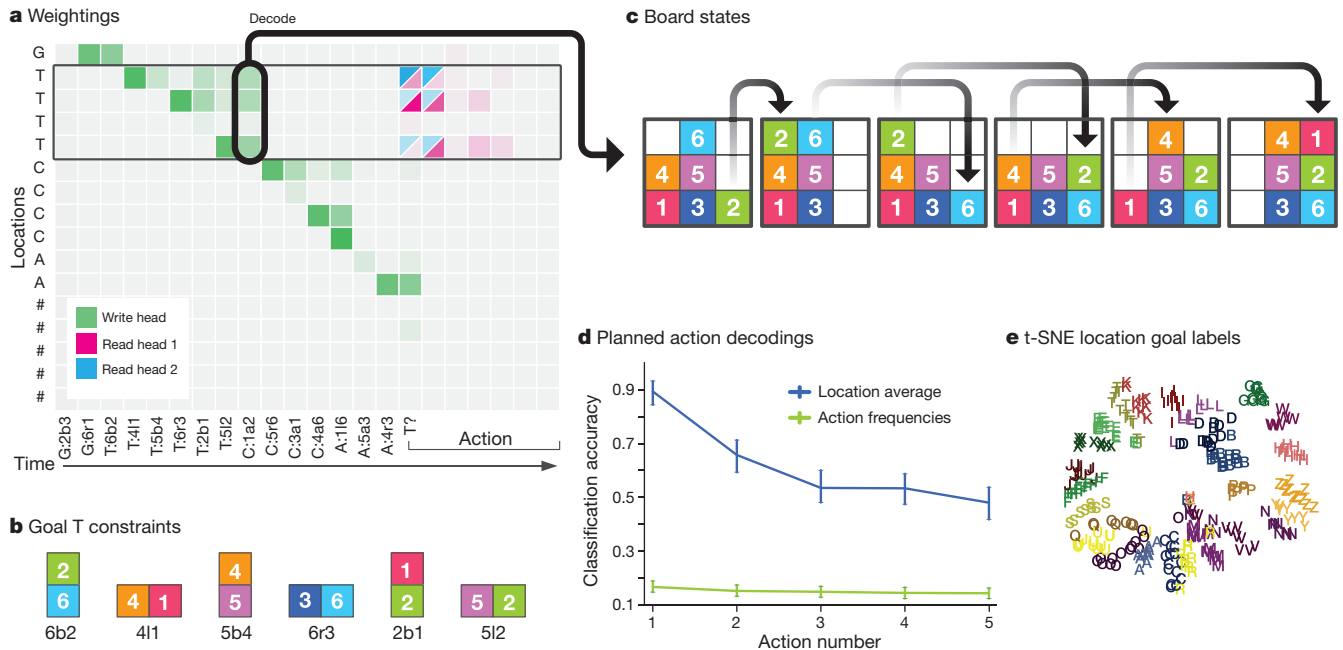 a Weightings
Decode
Locations
G
T
T
T
T
C
C
C
C
A
A
#
#
#
#
#
Write head
Read head 1
Read head 2
G:2b3
G:6r1
T:6b2
T:4l1
T:5b4
T:6r3
T:2b1
T:5l2
C:1a2
C:5r6
C:3a1
C:4a6
A:1l6
A:5a3
A:4r3
T?
Action
Time
b Goal T constraints
2
6
6b2
4 1
4l1
4
5
5b4
3 6
6r3
1
2
2b1
5 2
5l2
c Board states
6
4 5
1 3 2
2 6
4 5
1 3
2
4 5
1 3 6
4 5 2
1 3 6
4
5 2
1 3 6
4 1
5 2
3 6
d Planned action decodings
Classification accuracy
0.9
0.7
0.5
0.3
0.1
Location average
Action frequencies
1 2 3 4 5
Action number
e t-SNE location goal labels